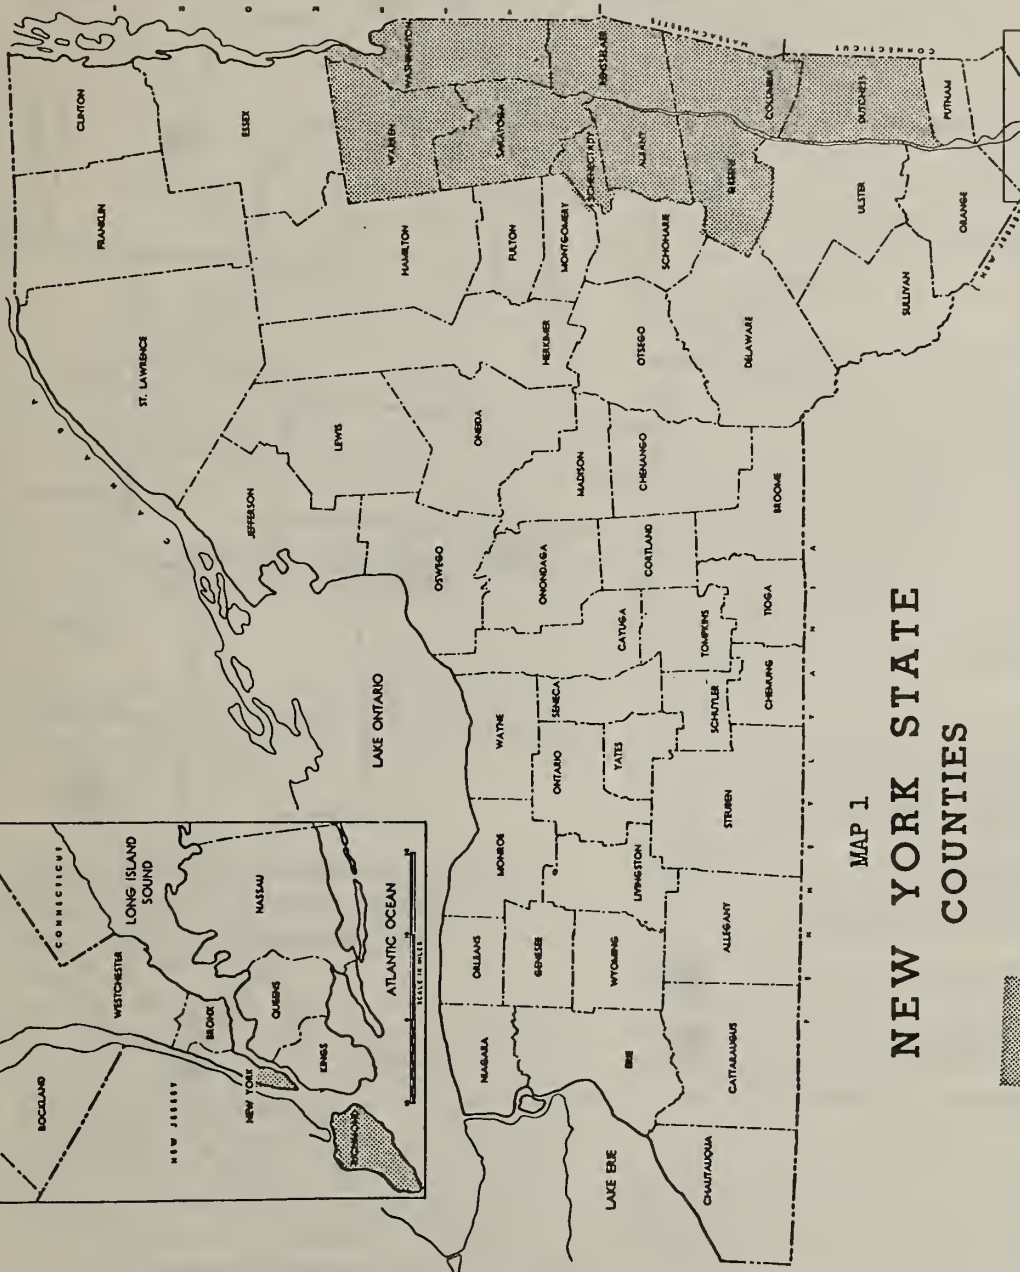 MAP 1
NEW YORK STATE
COUNTIES
ROCKLAND
WESTCHESTER
CONNECTICUT
LONG ISLAND
SOUND
NASSAU
NEW JERSEY
NEW YORK
BRONX
QUEENS
KINGS
RICHMOND
ATLANTIC OCEAN
SCALE IN MILES
LAKE ONTARIO
LAKE ERIE
CLINTON
FRANKLIN
ST. LAWRENCE
ESSEX
JEFFERSON
LEWIS
HAMILTON
WARREN
WASHINGTON
OSWEGO
ONEIDA
HERKIMER
FULTON
SARATOGA
MONTGOMERY
SCHENECTADY
RENSSELAER
ALBANY
SCHOHARIE
OTSEGO
MADISON
ONONDAGA
CAYUGA
SENECA
WAYNE
ONTARIO
YATES
MONROE
LIVINGSTON
ORLEANS
GENESEE
WYOMING
NIAGARA
ERIE
CHAUTAUQUA
CATTARAUGUS
ALLEGANY
STEUBEN
SCHUYLER
CHEMUNG
TOMPKINS
TIOGA
CORTLAND
CHENANGO
BROOME
DELAWARE
GREENE
COLUMBIA
ULSTER
DUTCHESS
SULLIVAN
ORANGE
PUTNAM
MASSACHUSETTS
CONNECTICUT